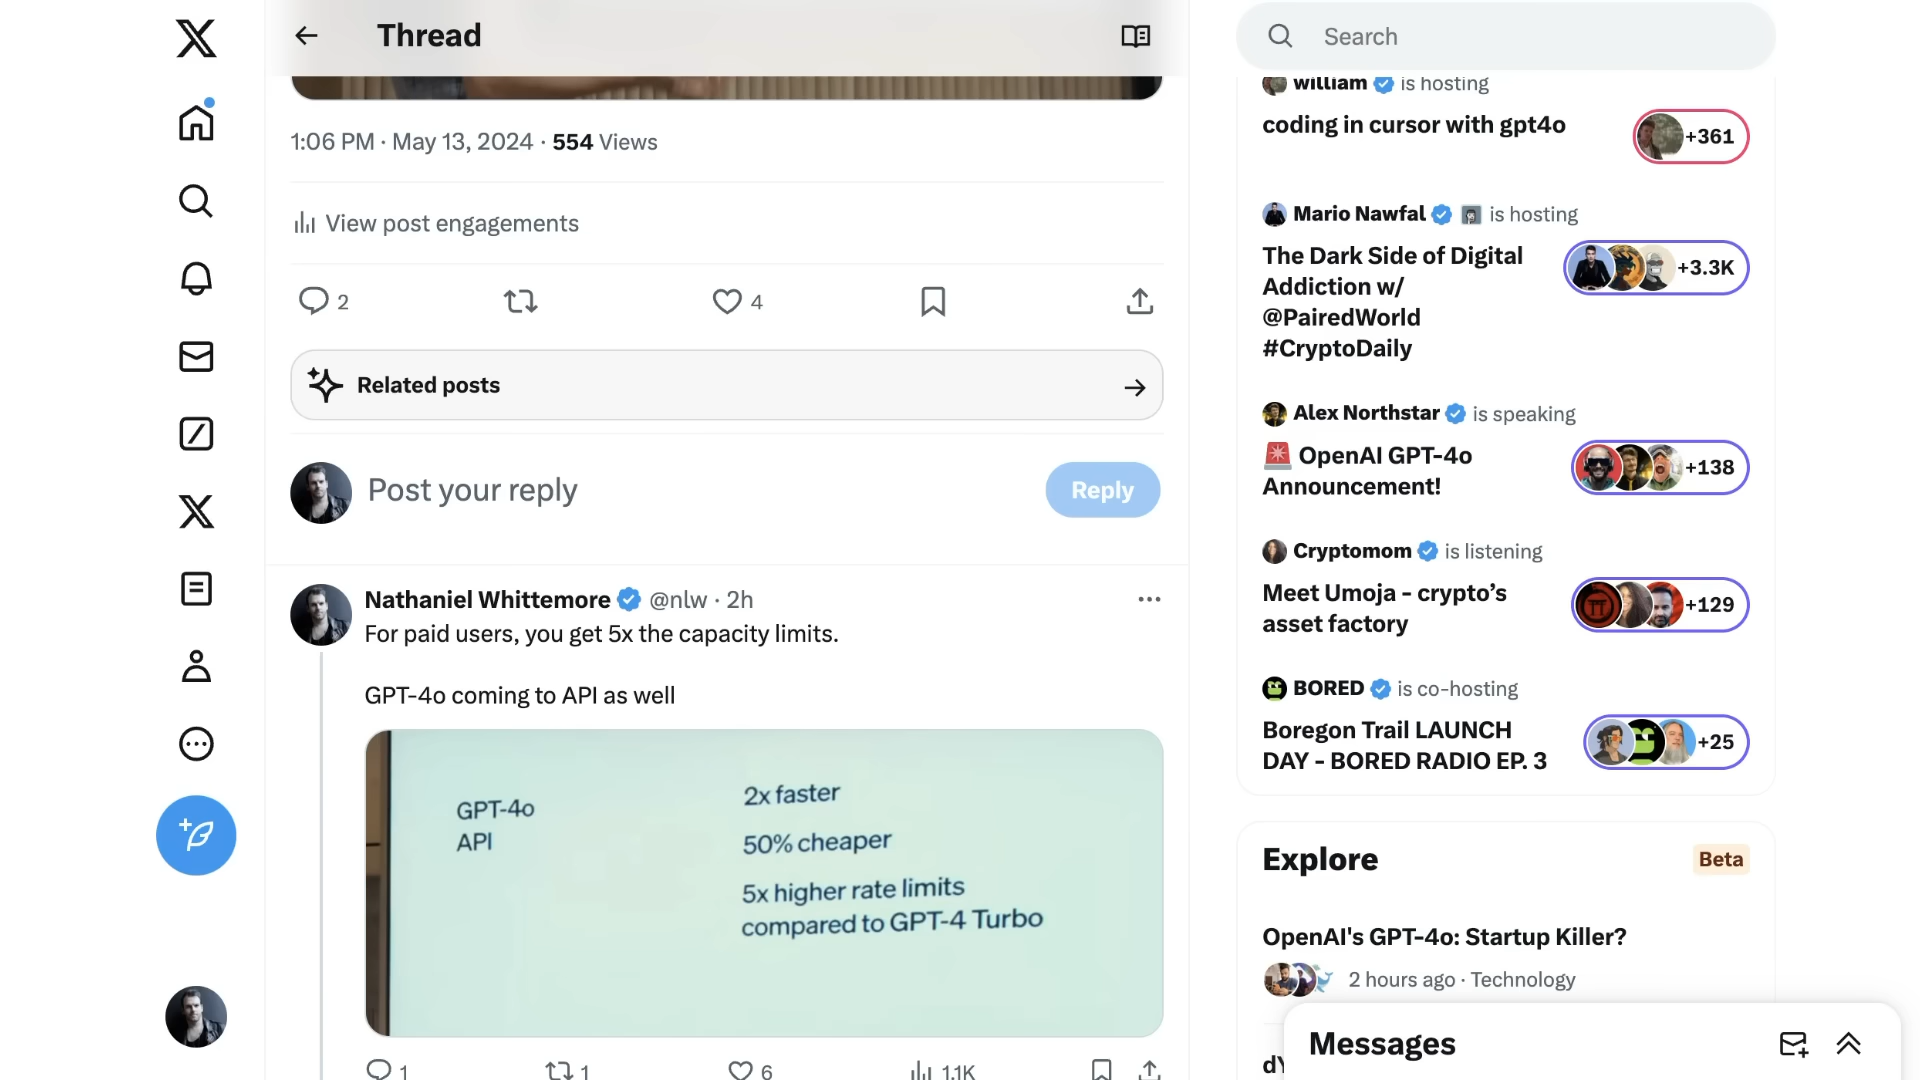 Thread
Search
1:06 PM · May 13, 2024 · 554 Views
View post engagements
2
4
Related posts
Post your reply
Reply
Nathaniel Whittemore @nlw · 2h
For paid users, you get 5x the capacity limits.
GPT-4o coming to API as well
GPT-4o
API
2x faster
50% cheaper
5x higher rate limits
compared to GPT-4 Turbo
1
1
6
1.1K
william is hosting
coding in cursor with gpt4o
+361
Mario Nawfal is hosting
The Dark Side of Digital
Addiction w/
@PairedWorld
#CryptoDaily
+3.3K
Alex Northstar is speaking
🚨 OpenAI GPT-4o
Announcement!
+138
Cryptomom is listening
Meet Umoja - crypto’s
asset factory
+129
BORED is co-hosting
Boregon Trail LAUNCH
DAY - BORED RADIO EP. 3
+25
Explore
Beta
OpenAI's GPT-4o: Startup Killer?
2 hours ago · Technology
Messages